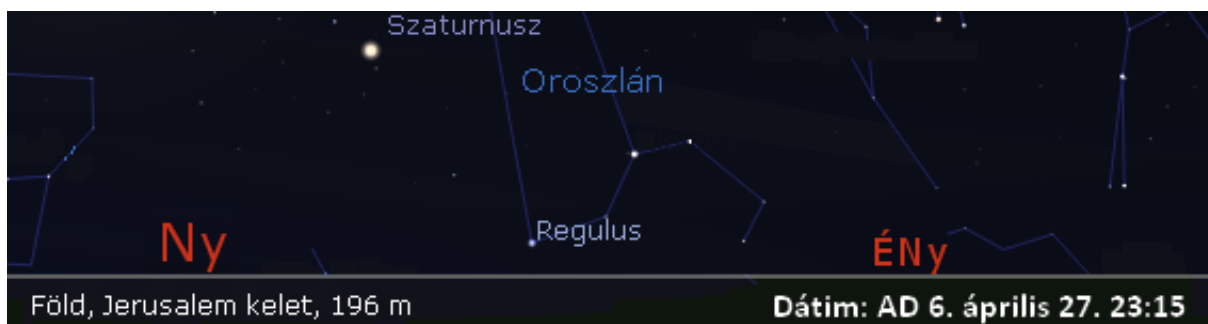 Szaturnusz
Oroszlán
Regulus
Ny
ÉNy
Föld, Jerusalem kelet, 196 m
Dátim: AD 6. április 27. 23:15